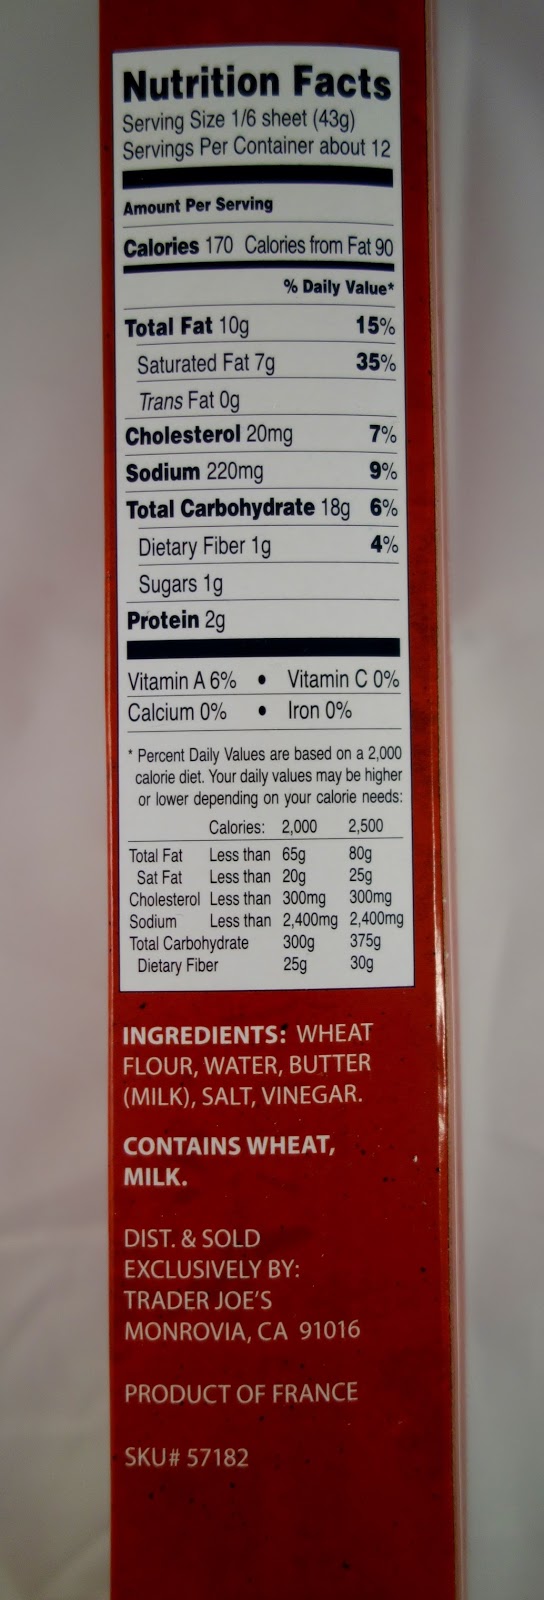 Nutrition Facts
Serving Size 1/6 sheet (43g)
Servings Per Container about 12
Amount Per Serving
Calories 170 Calories from Fat 90
% Daily Value*
Total Fat 10g 15%
Saturated Fat 7g 35%
Trans Fat 0g
Cholesterol 20mg 7%
Sodium 220mg 9%
Total Carbohydrate 18g 6%
Dietary Fiber 1g 4%
Sugars 1g
Protein 2g
Vitamin A 6% • Vitamin C 0%
Calcium 0% • Iron 0%
* Percent Daily Values are based on a 2,000
calorie diet. Your daily values may be higher
or lower depending on your calorie needs:
Calories: 2,000 2,500
Total Fat Less than 65g 80g
Sat Fat Less than 20g 25g
Cholesterol Less than 300mg 300mg
Sodium Less than 2,400mg 2,400mg
Total Carbohydrate 300g 375g
Dietary Fiber 25g 30g
INGREDIENTS: WHEAT
FLOUR, WATER, BUTTER
(MILK), SALT, VINEGAR.
CONTAINS WHEAT,
MILK.
DIST. & SOLD
EXCLUSIVELY BY:
TRADER JOE'S
MONROVIA, CA 91016
PRODUCT OF FRANCE
SKU# 57182